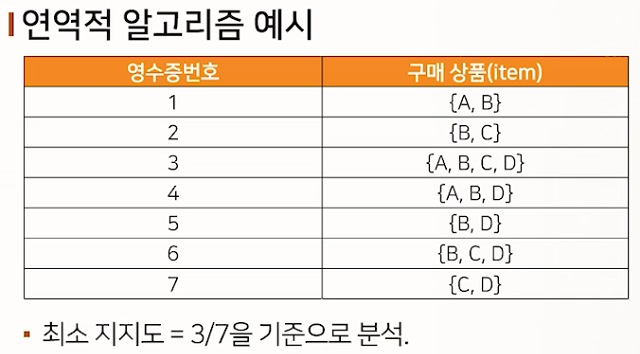 연역적 알고리즘 예시
영수증번호 구매 상품(item)
1 {A, B}
2 {B, C}
3 {A, B, C, D}
4 {A, B, D}
5 {B, D}
6 {B, C, D}
7 {C, D}
▪ 최소 지지도 = 3/7을 기준으로 분석.